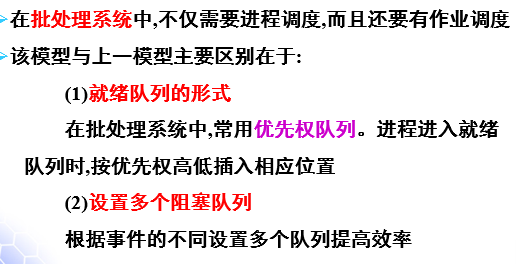 在批处理系统中,不仅需要进程调度,而且还要有作业调度
该模型与上一模型主要区别在于:
(1)就绪队列的形式
在批处理系统中,常用优先权队列。进程进入就绪
队列时,按优先权高低插入相应位置
(2)设置多个阻塞队列
根据事件的不同设置多个队列提高效率